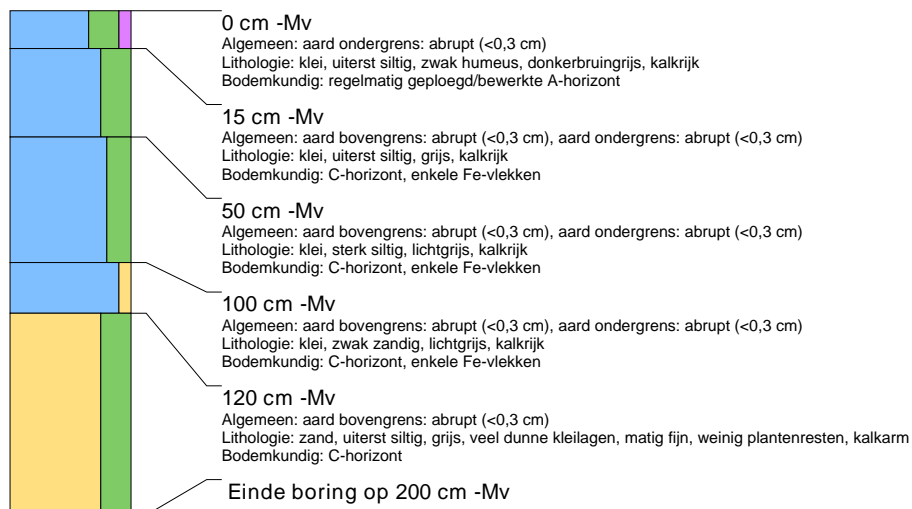 0 cm -Mv
Algemeen: aard ondergrens: abrupt (<0,3 cm)
Lithologie: klei, uiterst siltig, zwak humeus, donkerbruingrijs, kalkrijk
Bodemkundig: regelmatig geploegd/bewerkte A-horizont
15 cm -Mv
Algemeen: aard bovengrens: abrupt (<0,3 cm), aard ondergrens: abrupt (<0,3 cm)
Lithologie: klei, uiterst siltig, grijs, kalkrijk
Bodemkundig: C-horizont, enkele Fe-vlekken
50 cm -Mv
Algemeen: aard bovengrens: abrupt (<0,3 cm), aard ondergrens: abrupt (<0,3 cm)
Lithologie: klei, sterk siltig, lichtgrijs, kalkrijk
Bodemkundig: C-horizont, enkele Fe-vlekken
100 cm -Mv
Algemeen: aard bovengrens: abrupt (<0,3 cm), aard ondergrens: abrupt (<0,3 cm)
Lithologie: klei, zwak zandig, lichtgrijs, kalkrijk
Bodemkundig: C-horizont, enkele Fe-vlekken
120 cm -Mv
Algemeen: aard bovengrens: abrupt (<0,3 cm)
Lithologie: zand, uiterst siltig, grijs, veel dunne kleilagen, matig fijn, weinig plantenresten, kalkarm
Bodemkundig: C-horizont
Einde boring op 200 cm -Mv